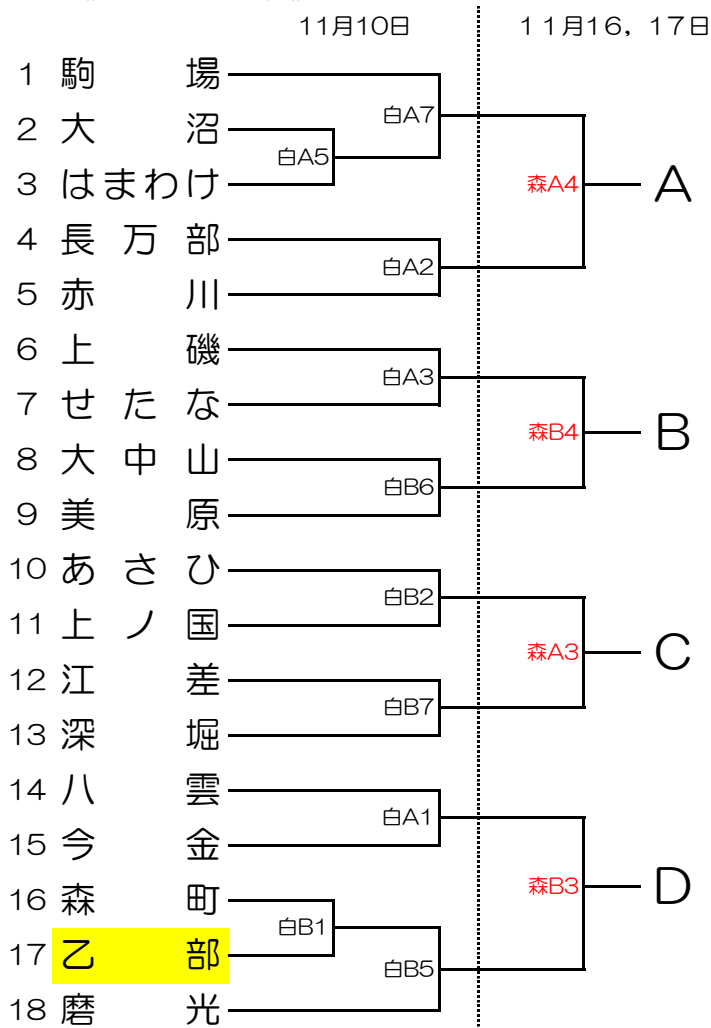 11月10日 11月16，17日
1 駒場
白A7
2 大沼
白A5
3 はまわけ
森A4 A
4 長万部
白A2
5 赤川
6 上磯
白A3
7 せたな
森B4 B
8 大中山
白B6
9 美原
10 あさひ
白B2
11 上ノ国
森A3 C
12 江差
白B7
13 深堀
14 八雲
白A1
15 今金
森B3 D
16 森町
白B1
17 乙部
白B5
18 磨光